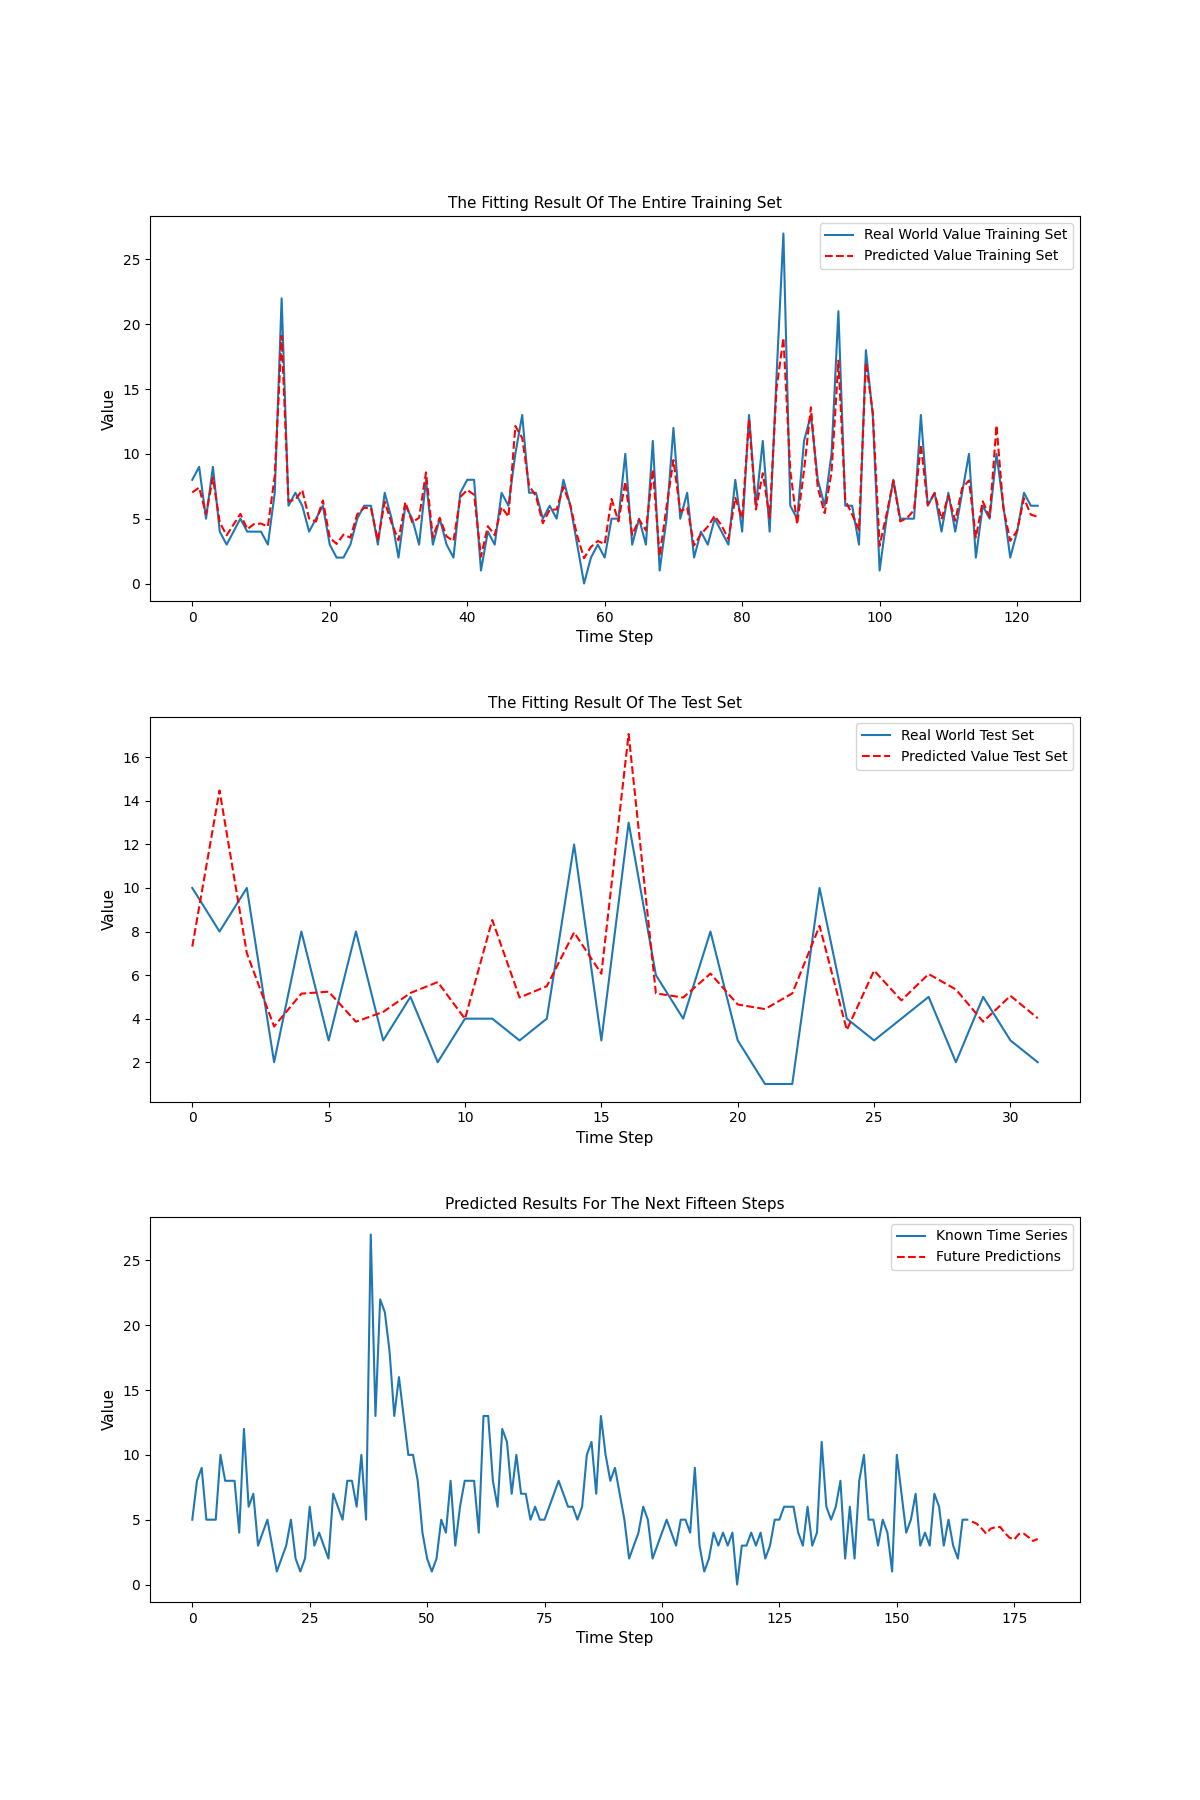 The Fitting Result Of The Entire Training Set
Real World Value Training Set
Predicted Value Training Set
Value
25
20
15
10
5
0
0 20 40 60 80 100 120
Time Step
The Fitting Result Of The Test Set
Real World Test Set
Predicted Value Test Set
Value
16
14
12
10
8
6
4
2
0 5 10 15 20 25 30
Time Step
Predicted Results For The Next Fifteen Steps
Known Time Series
Future Predictions
Value
25
20
15
10
5
0
0 25 50 75 100 125 150 175
Time Step